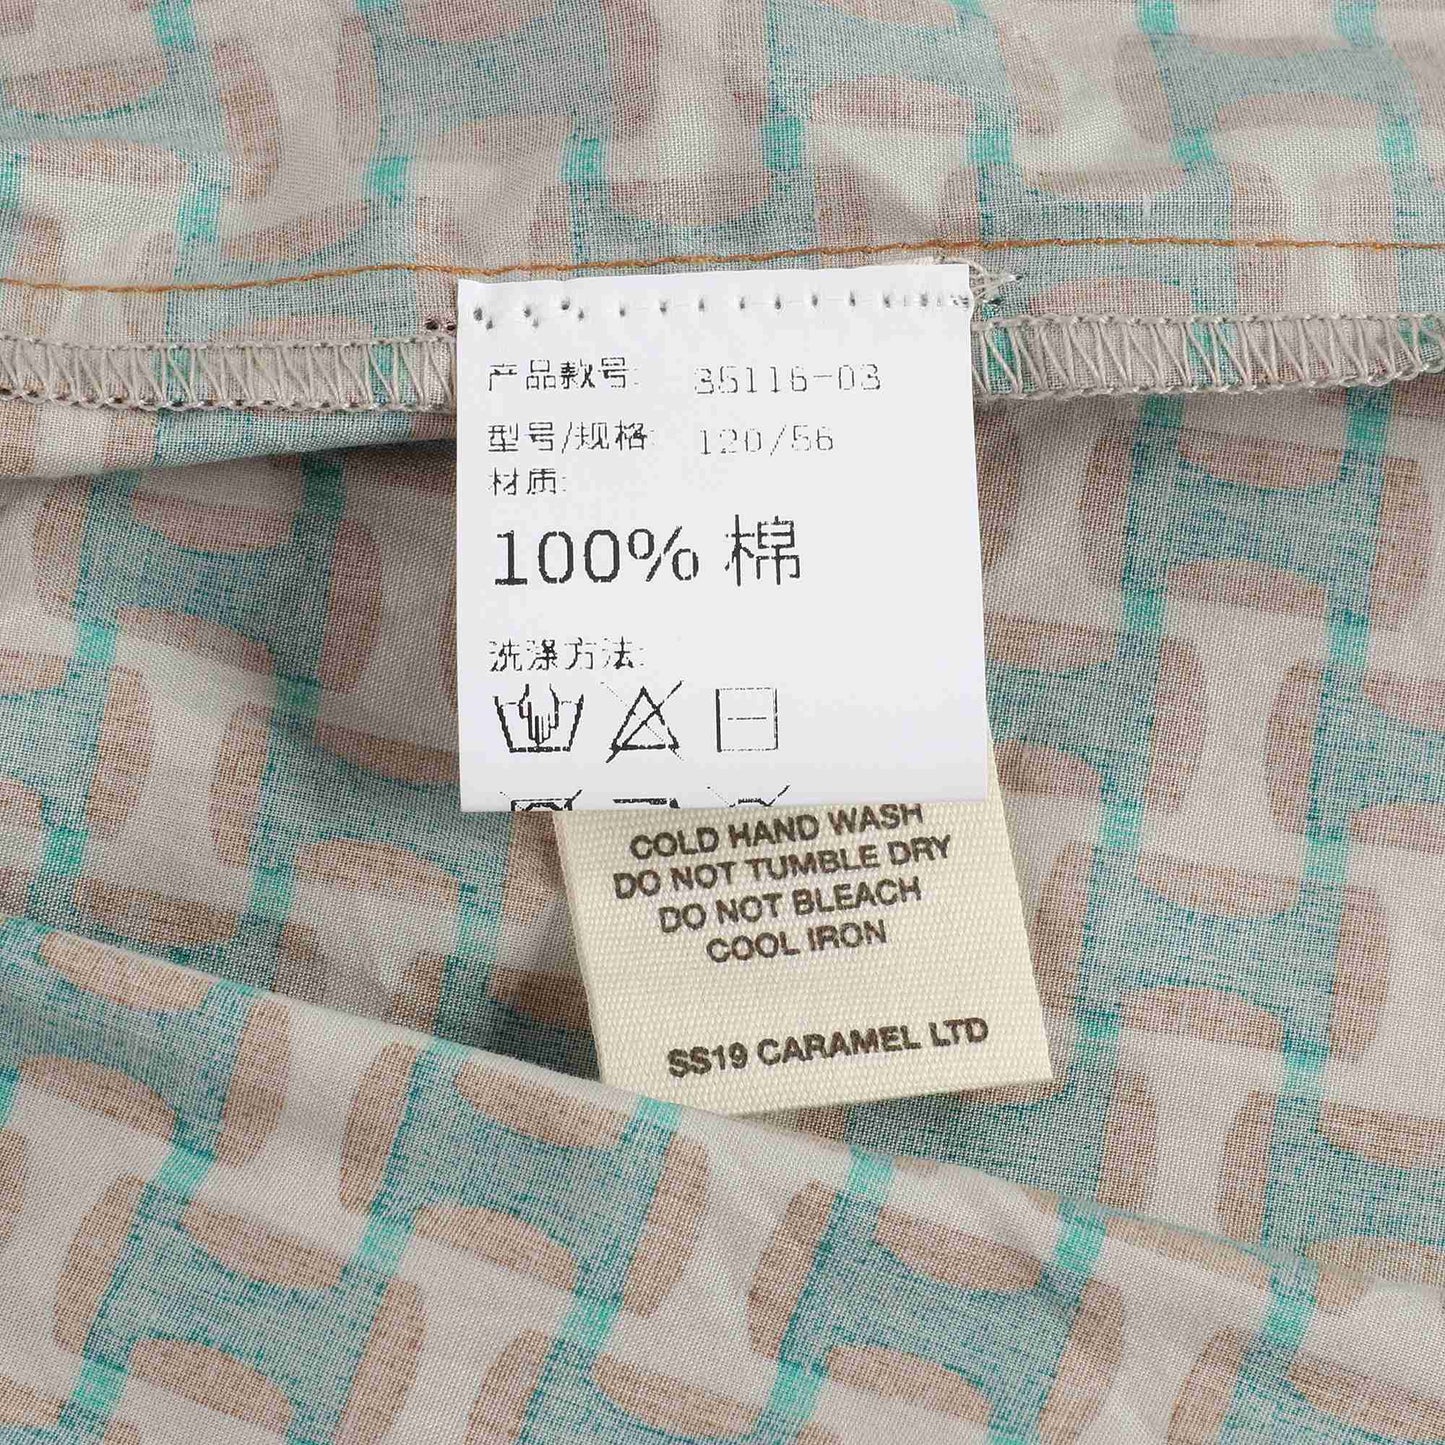 产品款号: 35116-03
型号/规格: 120/56
材质:
100% 棉
洗涤方法:
COLD HAND WASH
DO NOT TUMBLE DRY
DO NOT BLEACH
COOL IRON
SS19 CARAMEL LTD